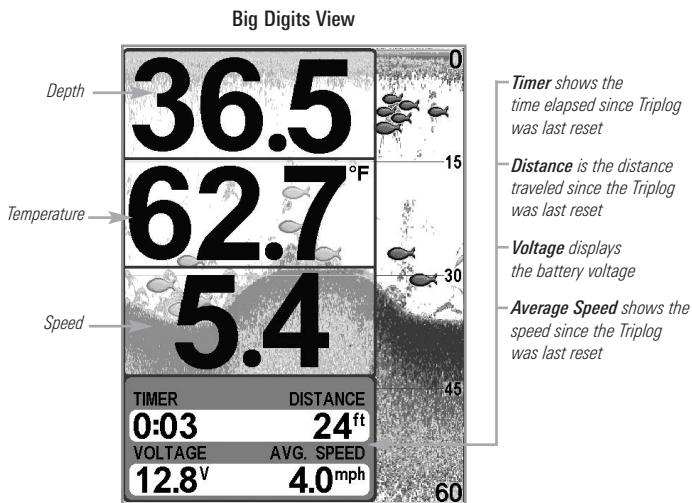 Big Digits View
Depth
36.5
Temperature
62.7°F
Speed
5.4
TIMER DISTANCE
0:03 24ft
VOLTAGE AVG. SPEED
12.8V 4.0mph
0
15
30
45
60
Timer shows the
time elapsed since Triplog
was last reset
Distance is the distance
traveled since the Triplog
was last reset
Voltage displays
the battery voltage
Average Speed shows the
speed since the Triplog
was last reset